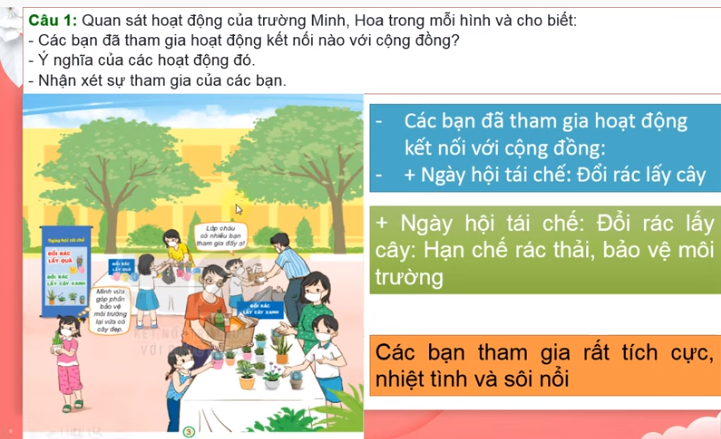 Câu 1: Quan sát hoạt động của trường Minh, Hoa trong mỗi hình và cho biết:
- Các bạn đã tham gia hoạt động kết nối nào với cộng đồng?
- Ý nghĩa của các hoạt động đó.
- Nhận xét sự tham gia của các bạn.
Ngày hội tái chế
ĐỔI RÁC
LẤY QUÀ
ĐỔI RÁC
LẤY CÂY XANH
ĐỔI RÁC
LẤY QUÀ
Lớp cháu
có nhiều bạn
tham gia đấy ạ!
Mình vừa
góp phần
bảo vệ
môi trường
lại vừa có
cây đẹp.
ĐỔI RÁC
LẤY CÂY XANH
KẾT NỐI
VỚI
3
- Các bạn đã tham gia hoạt động
kết nối với cộng đồng:
- + Ngày hội tái chế: Đổi rác lấy cây
+ Ngày hội tái chế: Đổi rác lấy
cây: Hạn chế rác thải, bảo vệ môi
trường
Các bạn tham gia rất tích cực,
nhiệt tình và sôi nổi